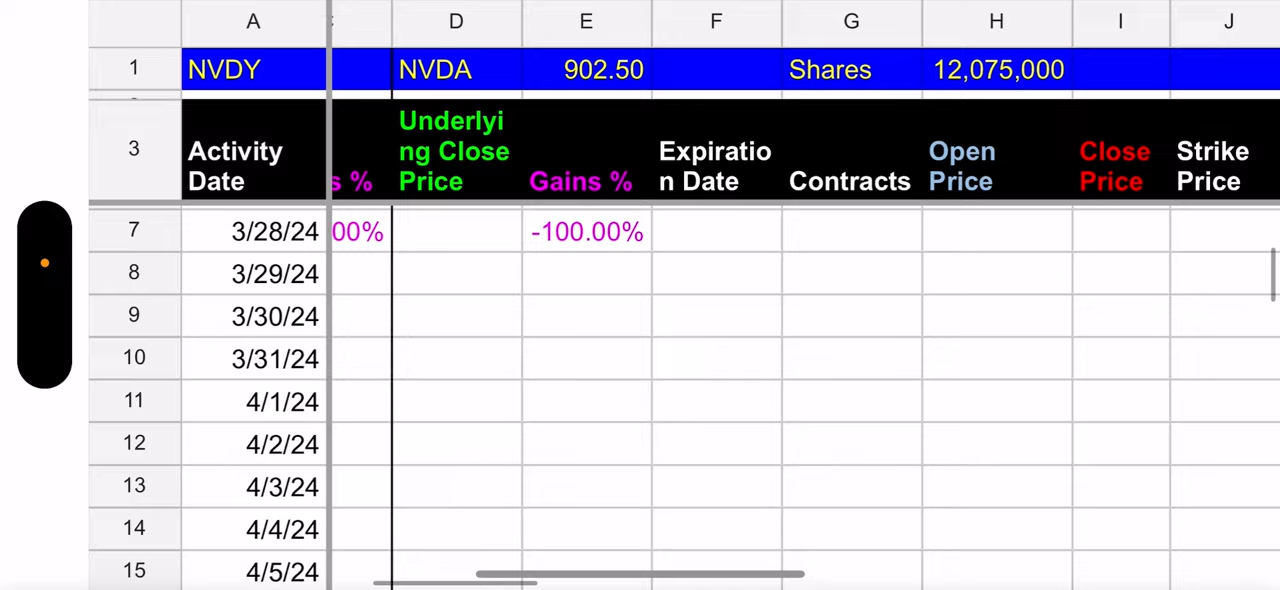 A D E F G H I J
1 NVDY NVDA 902.50 Shares 12,075,000
3 Activity Date s % Underlyi ng Close Price Gains % Expiratio n Date Contracts Open Price Close Price Strike Price
7 3/28/24 00% -100.00%
8 3/29/24
9 3/30/24
10 3/31/24
11 4/1/24
12 4/2/24
13 4/3/24
14 4/4/24
15 4/5/24